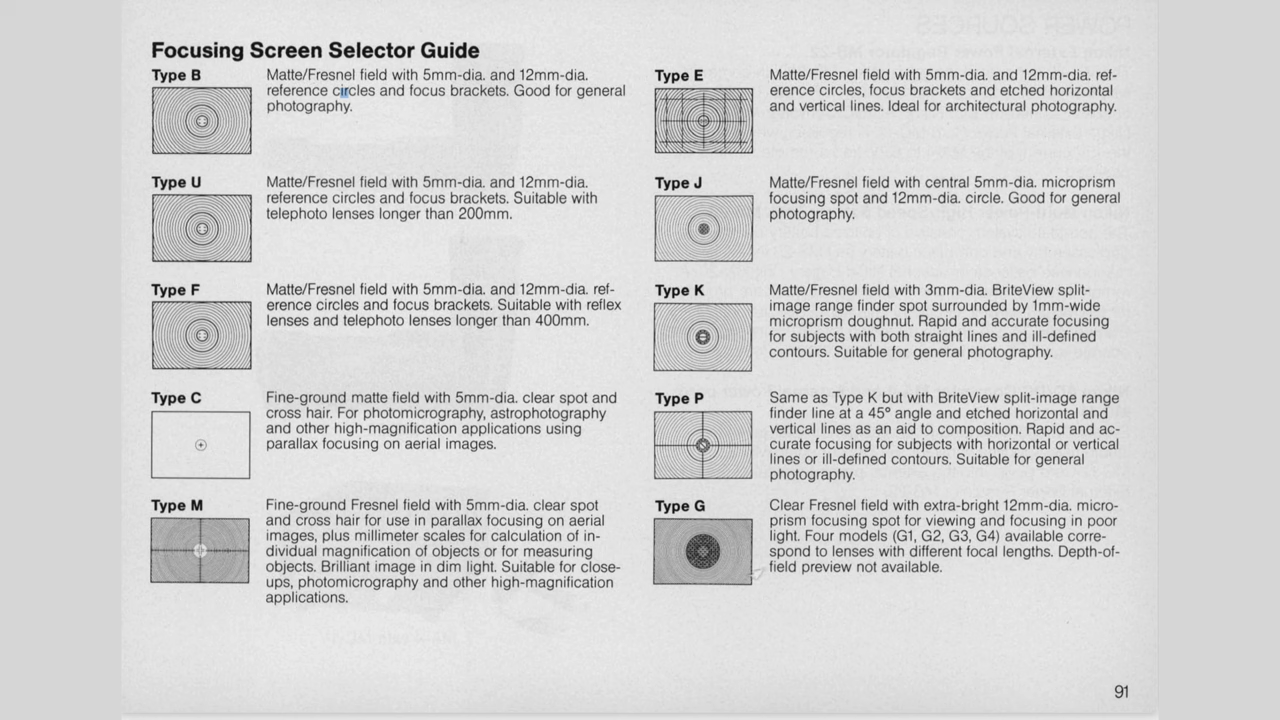 Focusing Screen Selector Guide
Type B
Matte/Fresnel field with 5mm-dia. and 12mm-dia.
reference circles and focus brackets. Good for general
photography.
Type U
Matte/Fresnel field with 5mm-dia. and 12mm-dia.
reference circles and focus brackets. Suitable with
telephoto lenses longer than 200mm.
Type F
Matte/Fresnel field with 5mm-dia. and 12mm-dia. ref-
erence circles and focus brackets. Suitable with reflex
lenses and telephoto lenses longer than 400mm.
Type C
Fine-ground matte field with 5mm-dia. clear spot and
cross hair. For photomicrography, astrophotography
and other high-magnification applications using
parallax focusing on aerial images.
Type M
Fine-ground Fresnel field with 5mm-dia. clear spot
and cross hair for use in parallax focusing on aerial
images, plus millimeter scales for calculation of in-
dividual magnification of objects or for measuring
objects. Brilliant image in dim light. Suitable for close-
ups, photomicrography and other high-magnification
applications.
Type E
Matte/Fresnel field with 5mm-dia. and 12mm-dia. ref-
erence circles, focus brackets and etched horizontal
and vertical lines. Ideal for architectural photography.
Type J
Matte/Fresnel field with central 5mm-dia. microprism
focusing spot and 12mm-dia. circle. Good for general
photography.
Type K
Matte/Fresnel field with 3mm-dia. BriteView split-
image range finder spot surrounded by 1mm-wide
microprism doughnut. Rapid and accurate focusing
for subjects with both straight lines and ill-defined
contours. Suitable for general photography.
Type P
Same as Type K but with BriteView split-image range
finder line at a 45° angle and etched horizontal and
vertical lines as an aid to composition. Rapid and ac-
curate focusing for subjects with horizontal or vertical
lines or ill-defined contours. Suitable for general
photography.
Type G
Clear Fresnel field with extra-bright 12mm-dia. micro-
prism focusing spot for viewing and focusing in poor
light. Four models (G1, G2, G3, G4) available corre-
spond to lenses with different focal lengths. Depth-of-
field preview not available.
91